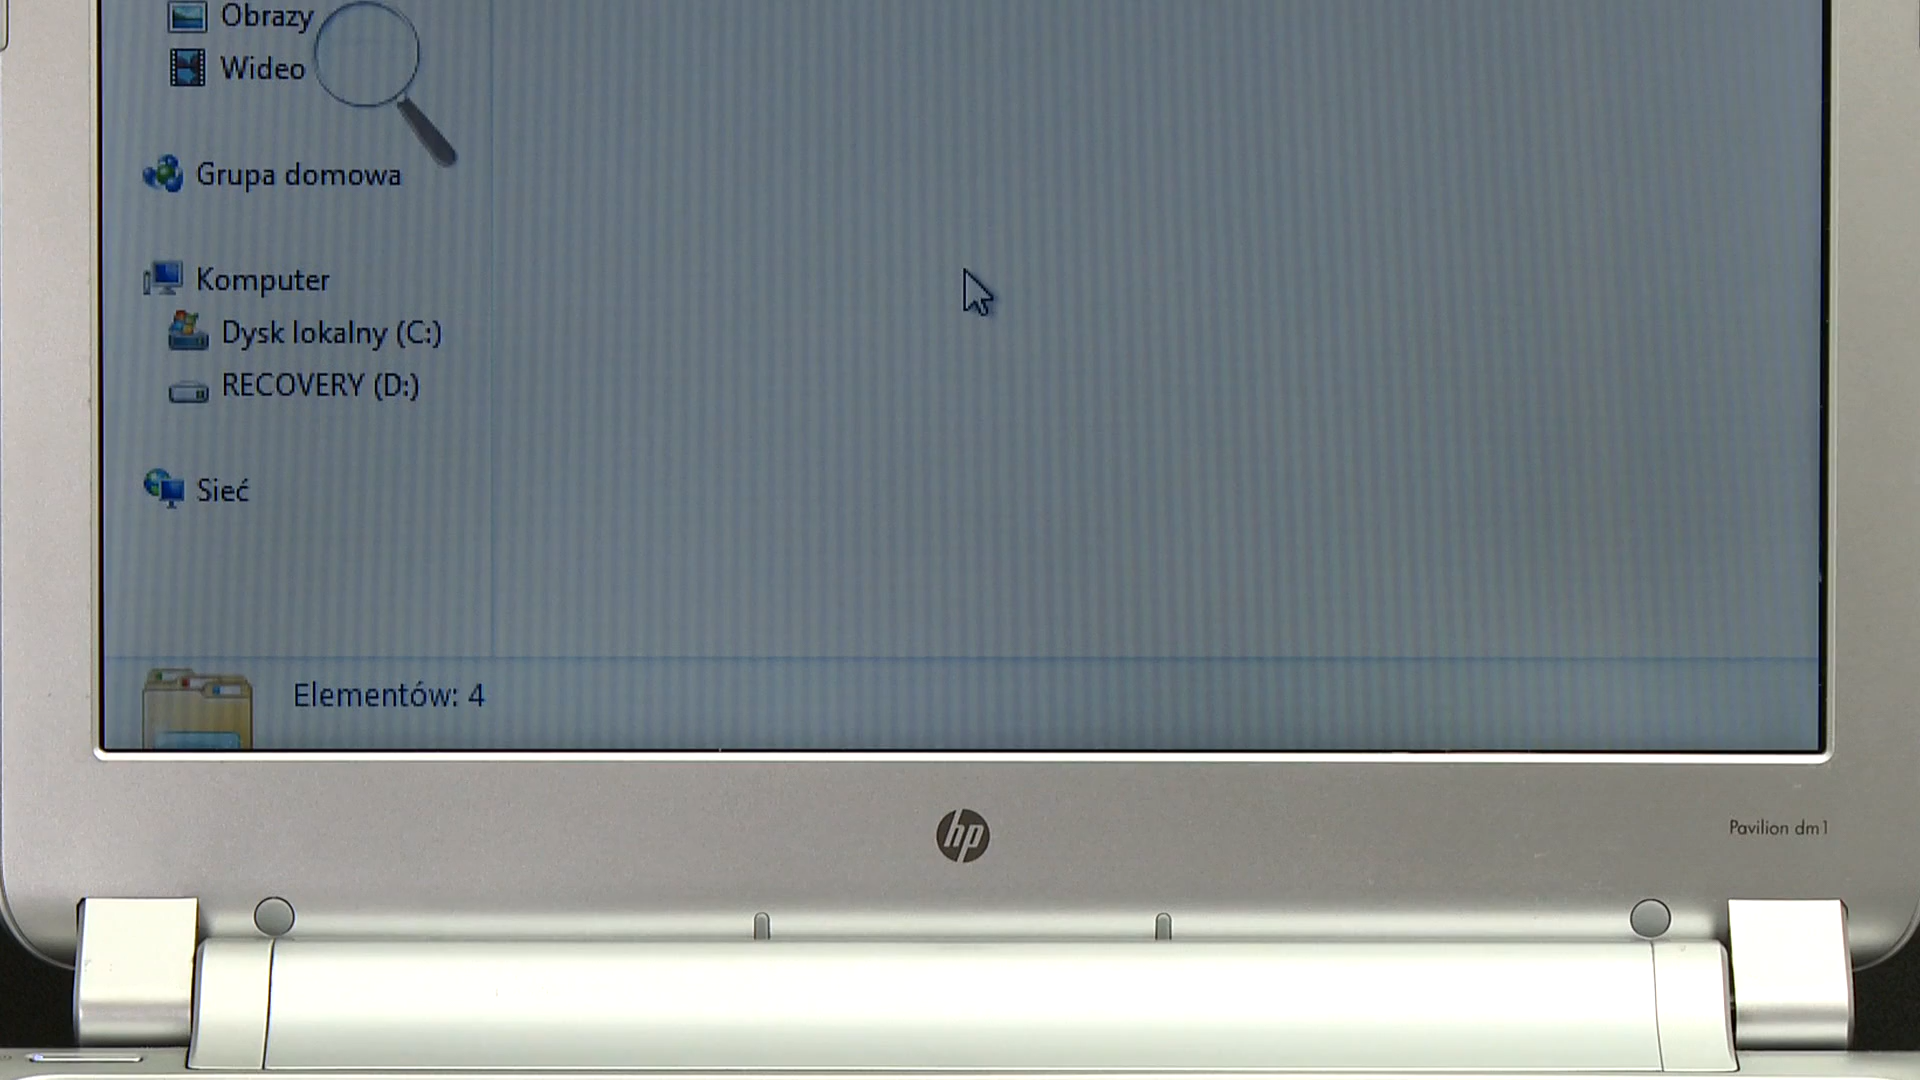 Obrazy
Wideo
Grupa domowa
Komputer
Dysk lokalny (C:)
RECOVERY (D:)
Sieć
Elementów: 4
hp
Pavilion dm1